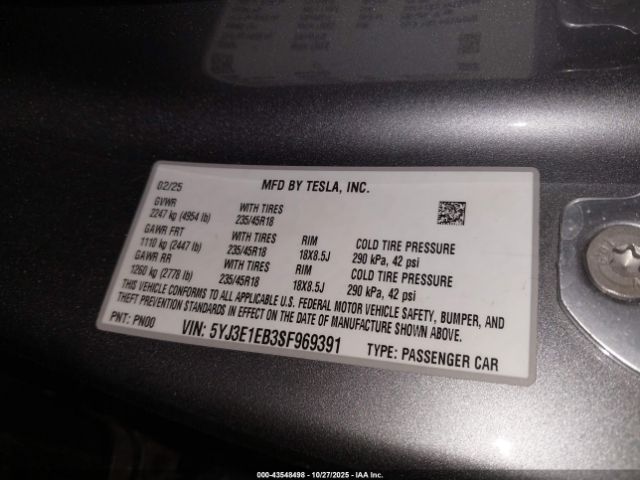 02/25 MFD BY TESLA, INC.
GVWR
2247 kg (4954 lb) WITH TIRES
235/45R18
GAWR FRT
1110 kg (2447 lb) WITH TIRES
235/45R18 RIM
18X8.5J COLD TIRE PRESSURE
290 kPa, 42 psi
GAWR RR
1260 kg (2778 lb) WITH TIRES
235/45R18 RIM
18X8.5J COLD TIRE PRESSURE
290 kPa, 42 psi
THIS VEHICLE CONFORMS TO ALL APPLICABLE U.S. FEDERAL MOTOR VEHICLE SAFETY, BUMPER, AND
THEFT PREVENTION STANDARDS IN EFFECT ON THE DATE OF MANUFACTURE SHOWN ABOVE.
PNT: PN00 VIN: 5YJ3E1EB3SF969391 TYPE: PASSENGER CAR
000-43548498 | 10/27/2025 | IAA Inc.